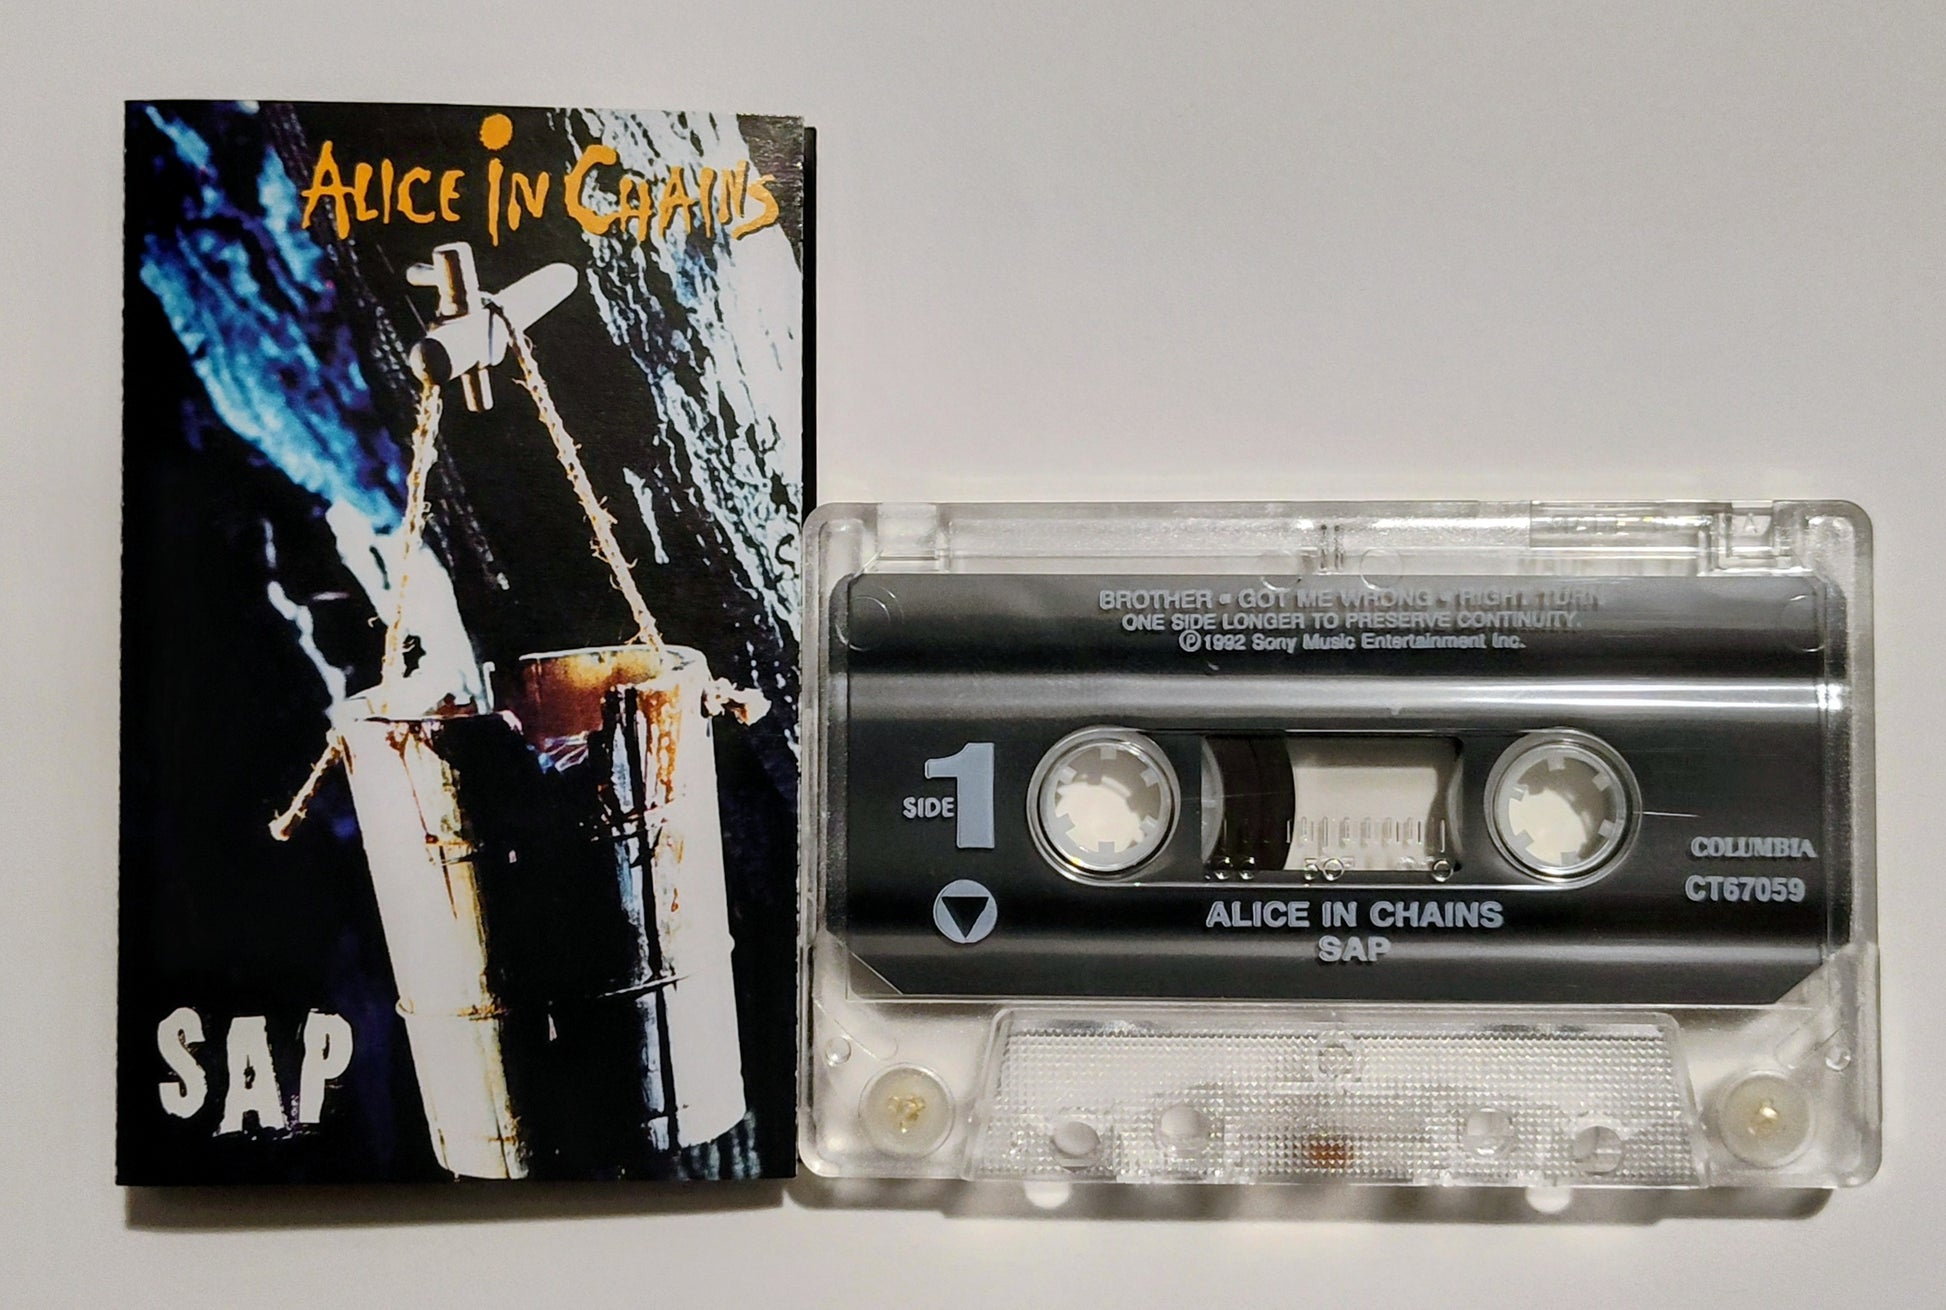 ALICE IN CHAINS
SAP
BROTHER • GOT ME WRONG • RIGHT TURN
ONE SIDE LONGER TO PRESERVE CONTINUITY.
℗1992 Sony Music Entertainment Inc.
SIDE 1
COLUMBIA
CT67059
ALICE IN CHAINS
SAP